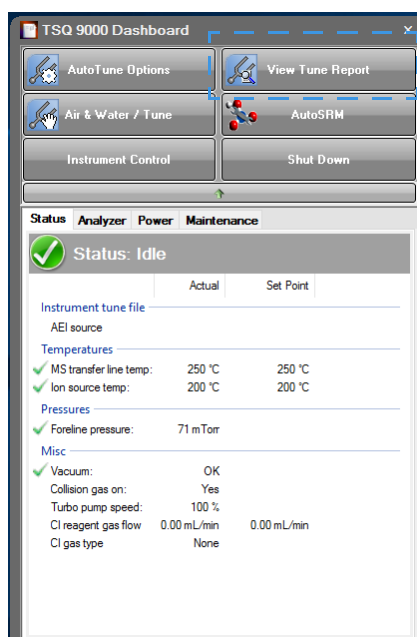 TSQ 9000 Dashboard
×
AutoTune Options
View Tune Report
Air & Water / Tune
AutoSRM
Instrument Control
Shut Down
Status Analyzer Power Maintenance
Status: Idle
Actual Set Point
Instrument tune file
AEI source
Temperatures
MS transfer line temp: 250 °C 250 °C
Ion source temp: 200 °C 200 °C
Pressures
Foreline pressure: 71 mTorr
Misc
Vacuum: OK
Collision gas on: Yes
Turbo pump speed: 100 %
CI reagent gas flow 0.00 mL/min 0.00 mL/min
CI gas type None